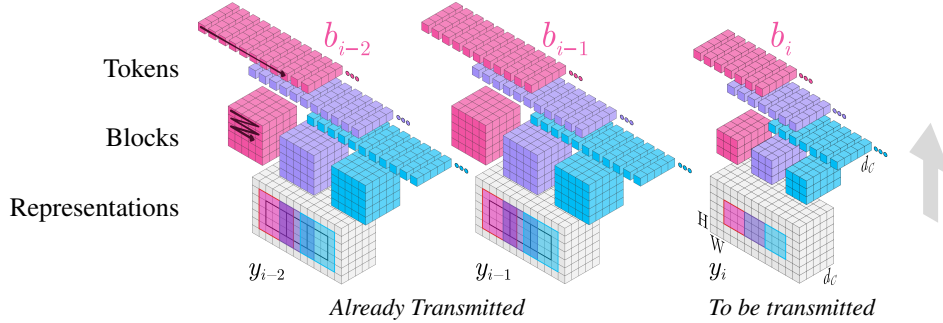 b_{i-2}
b_{i-1}
b_i
Tokens
Blocks
d_C
Representations
H
W
d_C
y_{i-2}
y_{i-1}
y_i
Already Transmitted
To be transmitted